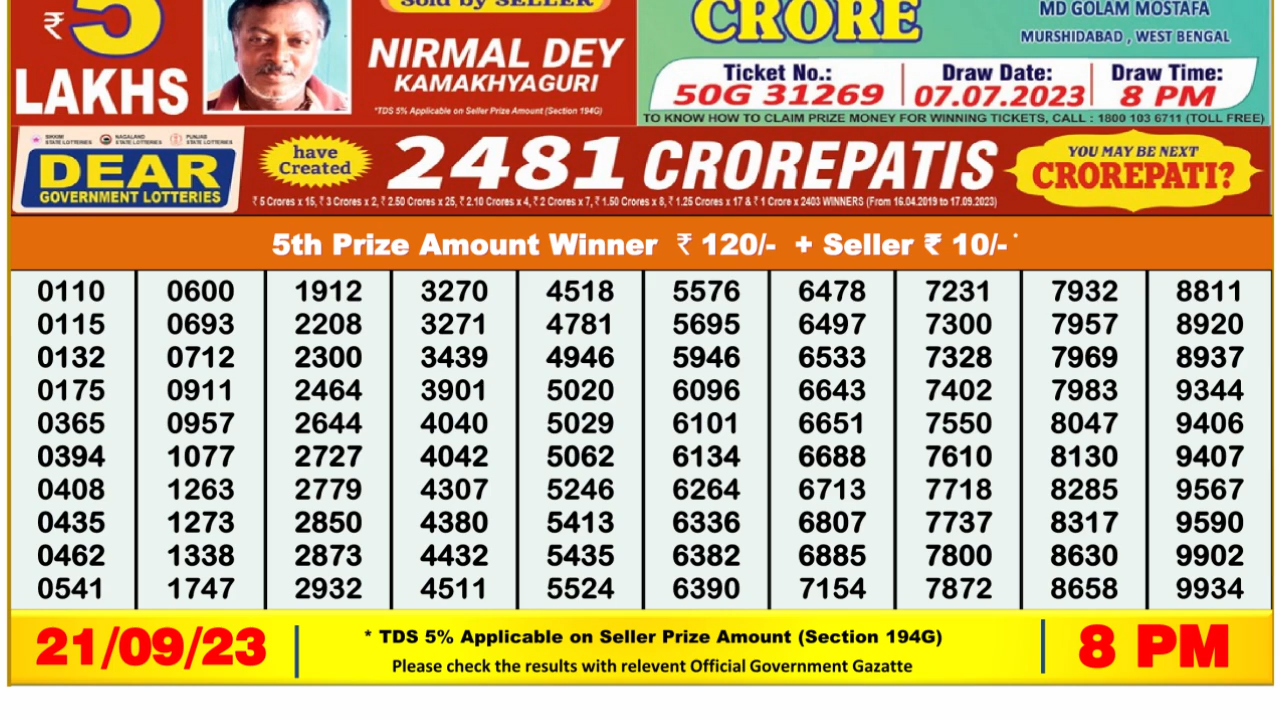 ₹ 5
LAKHS
Sold by SELLER
NIRMAL DEY
KAMAKHYAGURI
*TDS 5% Applicable on Seller Prize Amount (Section 194G)
CRORE
MD GOLAM MOSTAFA
MURSHIDABAD , WEST BENGAL
Ticket No.: Draw Date: Draw Time:
50G 31269 07.07.2023 8 PM
TO KNOW HOW TO CLAIM PRIZE MONEY FOR WINNING TICKETS, CALL : 1800 103 6711 (TOLL FREE)
SIKKIM STATE LOTTERIES NAGALAND STATE LOTTERIES PUNJAB STATE LOTTERIES
DEAR
GOVERNMENT LOTTERIES
have
Created
2481 CROREPATIS
₹ 5 Crores x 15, ₹ 3 Crores x 2, ₹ 2.50 Crores x 25, ₹ 2.10 Crores x 4, ₹ 2 Crores x 7, ₹ 1.50 Crores x 8, ₹ 1.25 Crores x 17 & ₹ 1 Crore x 2403 WINNERS (From 16.04.2019 to 17.09.2023)
YOU MAY BE NEXT
CROREPATI?
5th Prize Amount Winner ₹ 120/- + Seller ₹ 10/- *
0110 0600 1912 3270 4518 5576 6478 7231 7932 8811
0115 0693 2208 3271 4781 5695 6497 7300 7957 8920
0132 0712 2300 3439 4946 5946 6533 7328 7969 8937
0175 0911 2464 3901 5020 6096 6643 7402 7983 9344
0365 0957 2644 4040 5029 6101 6651 7550 8047 9406
0394 1077 2727 4042 5062 6134 6688 7610 8130 9407
0408 1263 2779 4307 5246 6264 6713 7718 8285 9567
0435 1273 2850 4380 5413 6336 6807 7737 8317 9590
0462 1338 2873 4432 5435 6382 6885 7800 8630 9902
0541 1747 2932 4511 5524 6390 7154 7872 8658 9934
21/09/23
* TDS 5% Applicable on Seller Prize Amount (Section 194G)
Please check the results with relevent Official Government Gazatte
8 PM